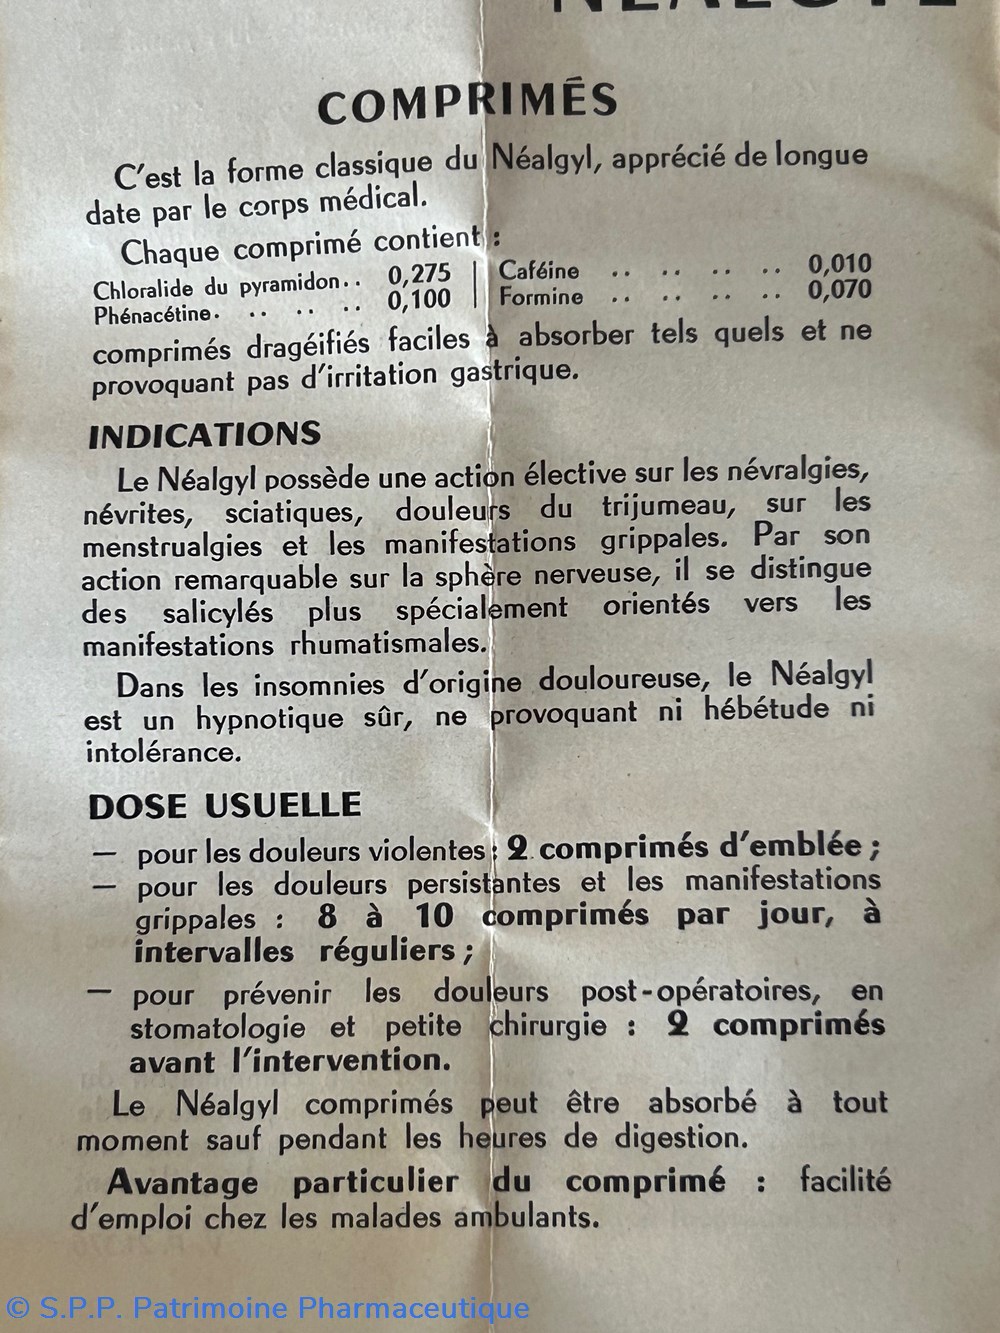 NÉALGYL
COMPRIMÉS
C'est la forme classique du Néalgyl, apprécié de longue
date par le corps médical.
Chaque comprimé contient :
Chloralide du pyramidon.. 0,275 | Caféine .. .. .. .. 0,010
Phénacétine. .. .. .. 0,100 | Formine .. .. .. .. 0,070
comprimés dragéifiés faciles à absorber tels quels et ne
provoquant pas d'irritation gastrique.
INDICATIONS
Le Néalgyl possède une action élective sur les névralgies,
névrites, sciatiques, douleurs du trijumeau, sur les
menstrualgies et les manifestations grippales. Par son
action remarquable sur la sphère nerveuse, il se distingue
des salicylés plus spécialement orientés vers les
manifestations rhumatismales.
Dans les insomnies d'origine douloureuse, le Néalgyl
est un hypnotique sûr, ne provoquant ni hébétude ni
intolérance.
DOSE USUELLE
— pour les douleurs violentes : 2 comprimés d'emblée ;
— pour les douleurs persistantes et les manifestations
grippales : 8 à 10 comprimés par jour, à
intervalles réguliers ;
— pour prévenir les douleurs post-opératoires, en
stomatologie et petite chirurgie : 2 comprimés
avant l'intervention.
Le Néalgyl comprimés peut être absorbé à tout
moment sauf pendant les heures de digestion.
Avantage particulier du comprimé : facilité
d'emploi chez les malades ambulants.
© S.P.P. Patrimoine Pharmaceutique